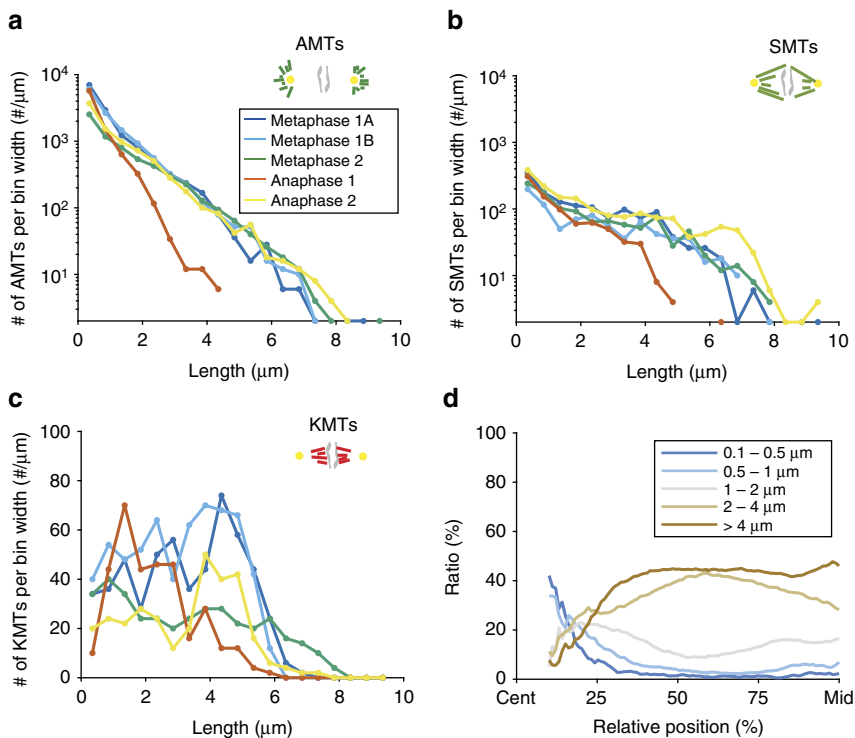 a
AMTs
# of AMTs per bin width (#/μm)
10⁴
10³
10²
10¹
0 2 4 6 8 10
Length (μm)
Metaphase 1A
Metaphase 1B
Metaphase 2
Anaphase 1
Anaphase 2
b
SMTs
# of SMTs per bin width (#/μm)
10⁴
10³
10²
10¹
0 2 4 6 8 10
Length (μm)
c
KMTs
# of KMTs per bin width (#/μm)
100
80
60
40
20
0
0 2 4 6 8 10
Length (μm)
d
Ratio (%)
100
80
60
40
20
0
Cent 25 50 75 Mid
Relative position (%)
0.1 – 0.5 μm
0.5 – 1 μm
1 – 2 μm
2 – 4 μm
> 4 μm